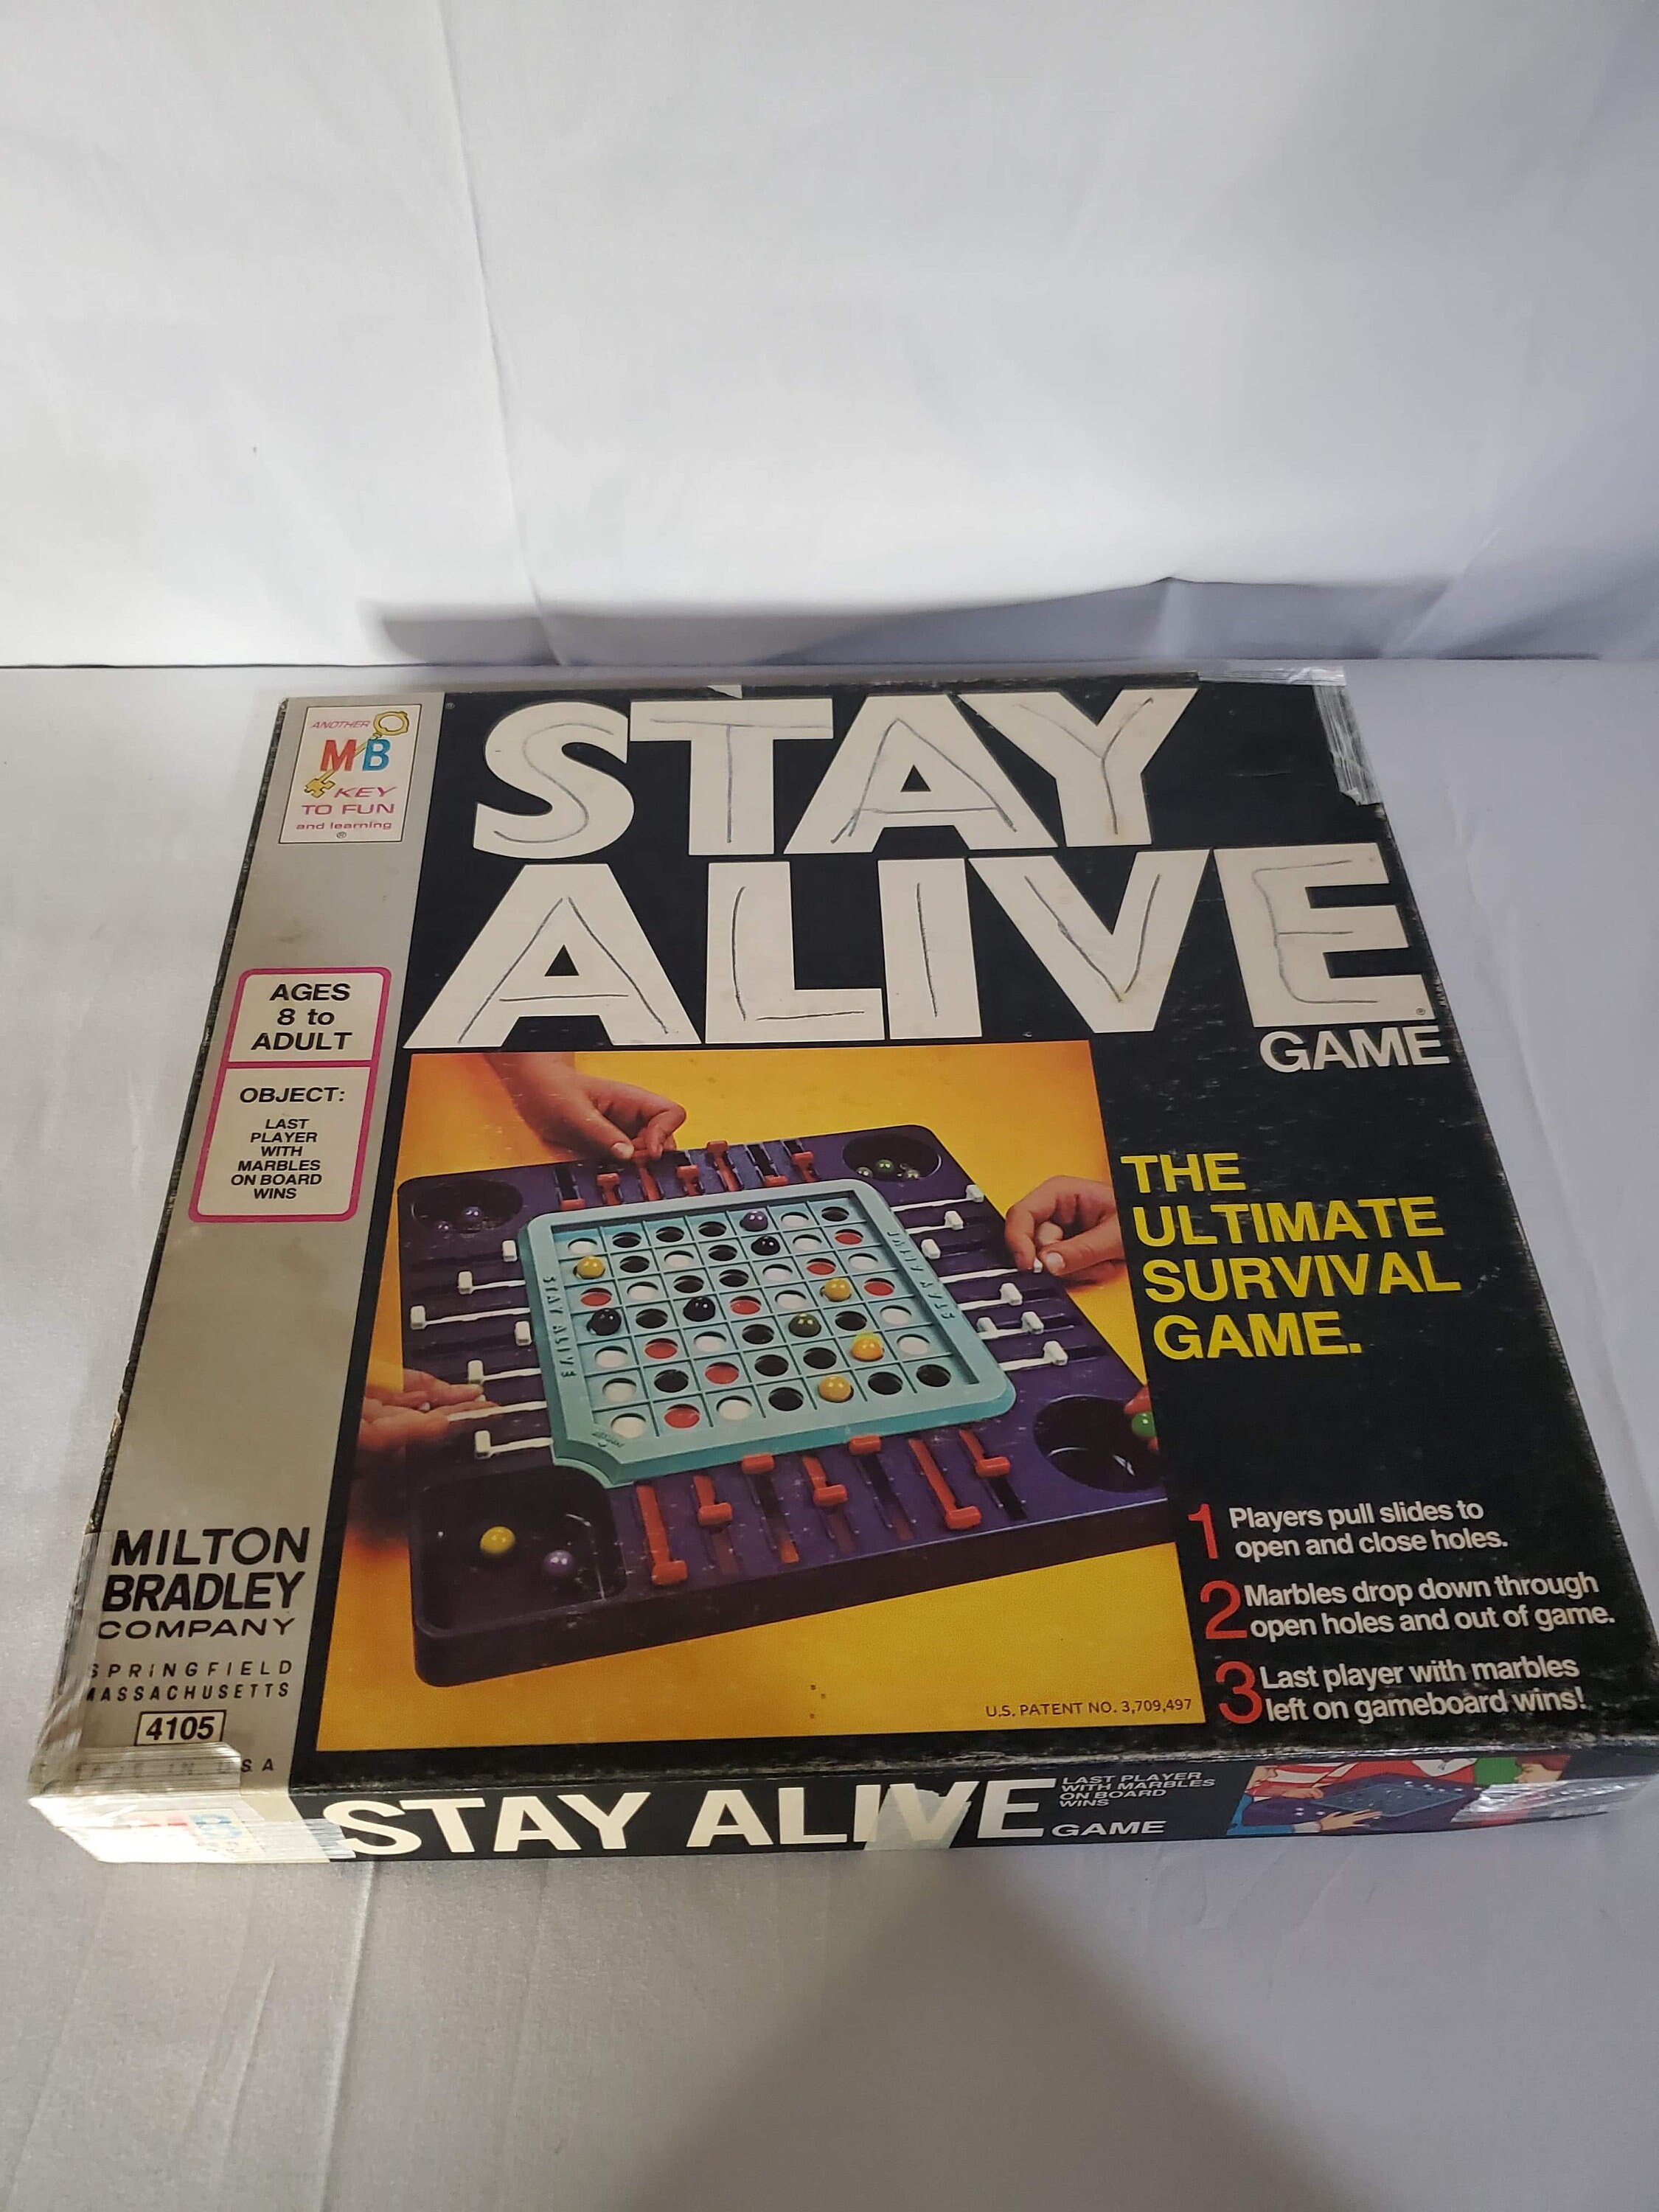 ANOTHER
MB
KEY
TO FUN
and learning
®
STAY
ALIVE®
GAME
AGES
8 to
ADULT
OBJECT:
LAST
PLAYER
WITH
MARBLES
ON BOARD
WINS
STAY ALIVE
STAY ALIVE
THE
ULTIMATE
SURVIVAL
GAME.
1 Players pull slides to
open and close holes.
2 Marbles drop down through
open holes and out of game.
3 Last player with marbles
left on gameboard wins!
U.S. PATENT NO. 3,709,497
MILTON
BRADLEY
COMPANY
SPRINGFIELD
MASSACHUSETTS
4105
MADE IN U S A
STAY ALIVE
GAME
LAST PLAYER
WITH MARBLES
ON BOARD
WINS